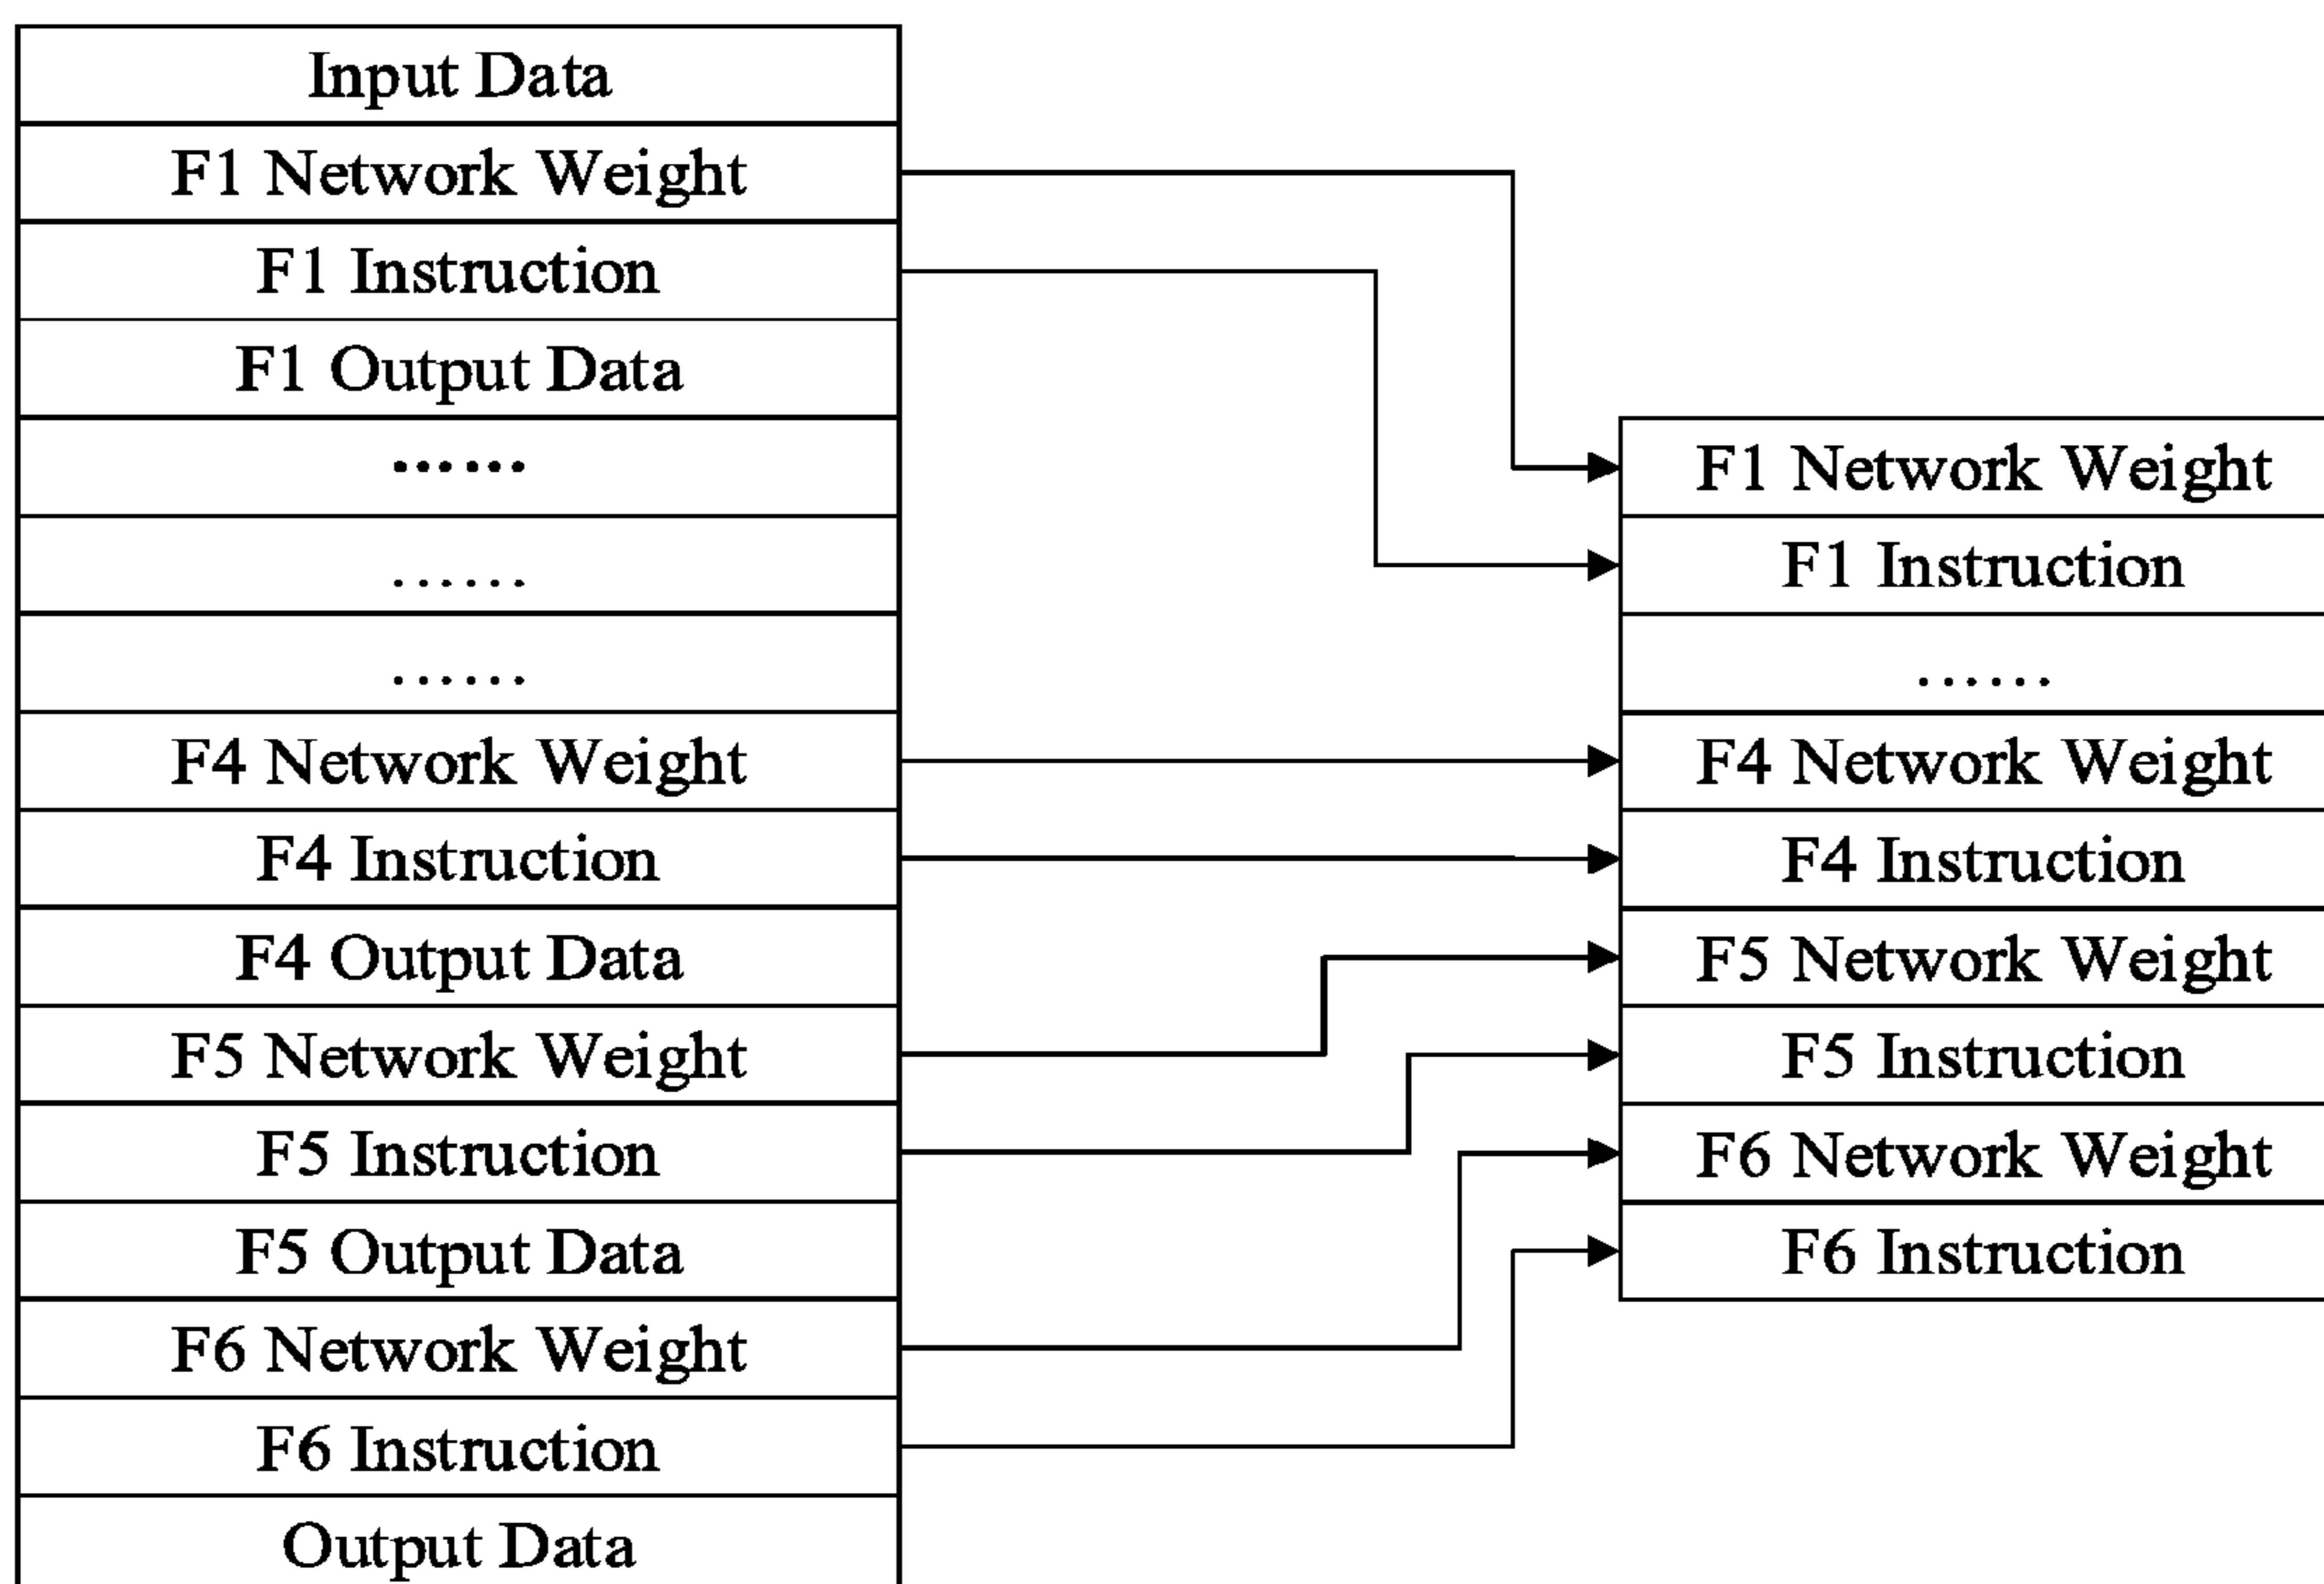 Input Data
F1 Network Weight
F1 Instruction
F1 Output Data
......
......
......
F4 Network Weight
F4 Instruction
F4 Output Data
F5 Network Weight
F5 Instruction
F5 Output Data
F6 Network Weight
F6 Instruction
Output Data
F1 Network Weight
F1 Instruction
......
F4 Network Weight
F4 Instruction
F5 Network Weight
F5 Instruction
F6 Network Weight
F6 Instruction